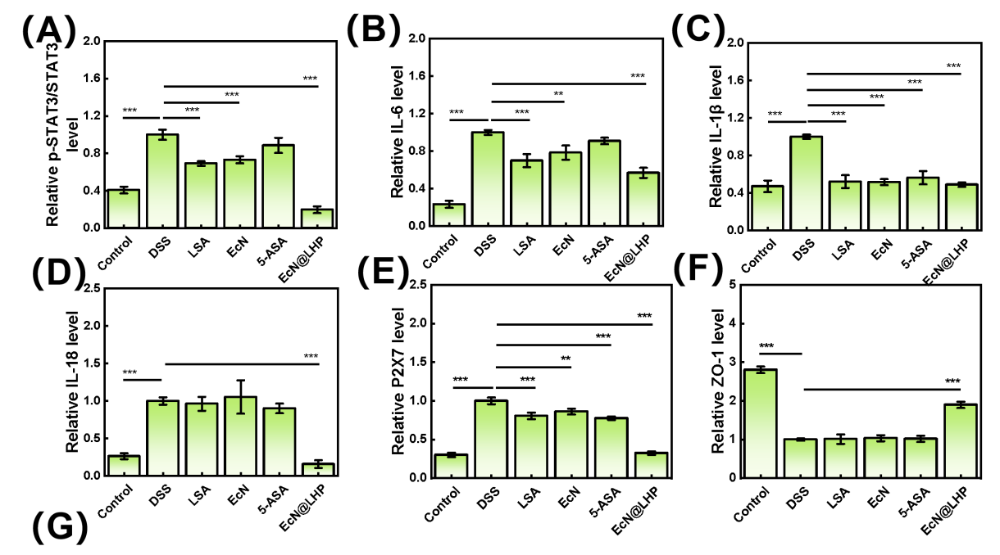 (A)
Relative p-STAT3/STAT3
level
2.0
1.6
1.2
0.8
0.4
0.0
***
***
***
***
Control
DSS
LSA
EcN
5-ASA
EcN@LHP
(B)
Relative IL-6 level
2.0
1.6
1.2
0.8
0.4
0.0
***
**
***
***
Control
DSS
LSA
EcN
5-ASA
EcN@LHP
(C)
Relative IL-1β level
2.0
1.6
1.2
0.8
0.4
0.0
***
***
***
***
***
Control
DSS
LSA
EcN
5-ASA
EcN@LHP
(D)
Relative IL-18 level
2.5
2.0
1.5
1.0
0.5
0.0
***
***
Control
DSS
LSA
EcN
5-ASA
EcN@LHP
(E)
Relative P2X7 level
2.5
2.0
1.5
1.0
0.5
0.0
***
***
**
***
***
Control
DSS
LSA
EcN
5-ASA
EcN@LHP
(F)
Relative ZO-1 level
5
4
3
2
1
0
***
***
Control
DSS
LSA
EcN
5-ASA
EcN@LHP
(G)